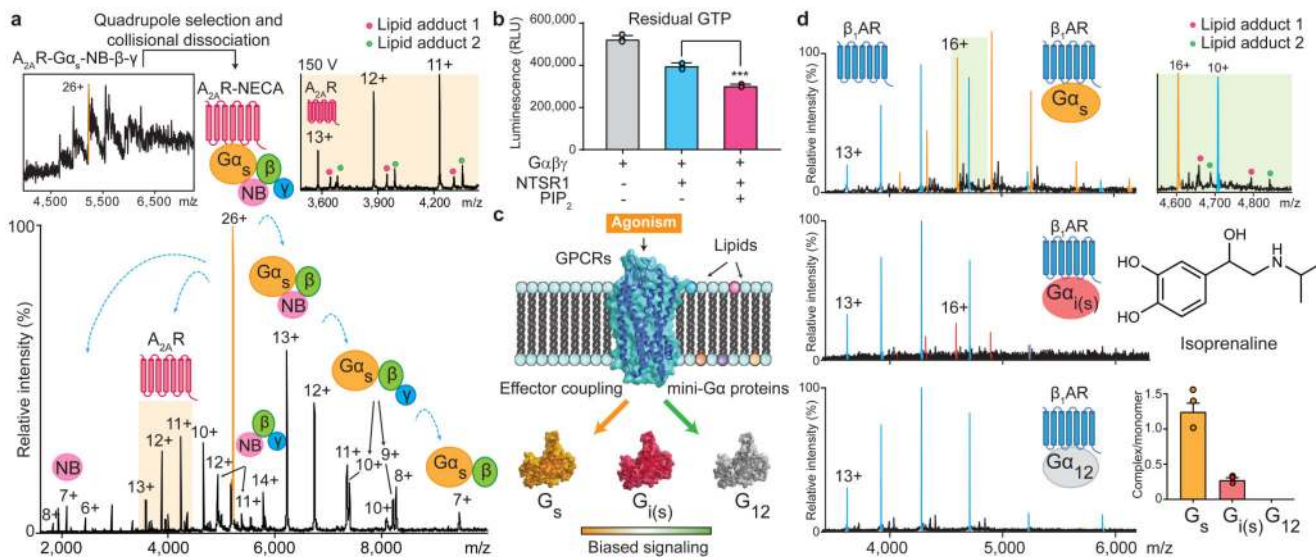 a
Quadrupole selection and
collisional dissociation
Lipid adduct 1
Lipid adduct 2
A2AR-Gαs-NB-β-γ
26+
4,500
5,500
6,500
m/z
A2AR-NECA
Gαs
β
NB
γ
150 V
A2AR
13+
12+
11+
3,600
3,900
4,200
m/z
100
Relative intensity (%)
0
26+
Gαs
β
NB
13+
12+
Gαs
β
γ
Gαs
β
A2AR
NB
β
γ
NB
8+
7+
6+
13+
12+
11+
10+
12+
11+
14+
11+
10+
9+
10+
8+
7+
2,000
4,000
6,000
8,000
m/z
b
Residual GTP
Luminescence (RLU)
600,000
400,000
200,000
0
***
Gαβγ
+
+
+
NTSR1
-
+
+
PIP2
-
-
+
c
Agonism
GPCRs
Lipids
Effector coupling
mini-Gα proteins
Gs
Gi(s)
G12
Biased signaling
d
β1AR
β1AR
Gαs
Lipid adduct 1
Lipid adduct 2
100
Relative intensity (%)
0
13+
16+
16+
10+
4,600
4,700
4,800
m/z
β1AR
Gαi(s)
100
Relative intensity (%)
0
13+
16+
HO
HO
OH
H
N
Isoprenaline
β1AR
Gα12
100
Relative intensity (%)
0
13+
4,000
5,000
6,000
m/z
Complex/monomer
1.5
1.0
0.5
0
Gs
Gi(s)
G12